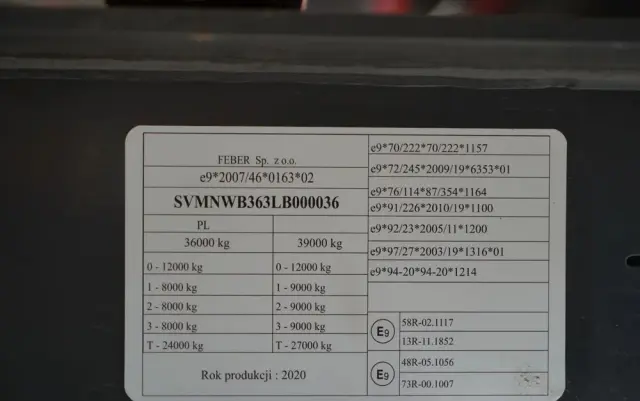 FEBER Sp. z o.o.
e9*2007/46*0163*02
SVMNWB363LB000036
PL
36000 kg 39000 kg
0 - 12000 kg 0 - 12000 kg
1 - 8000 kg 1 - 9000 kg
2 - 8000 kg 2 - 9000 kg
3 - 8000 kg 3 - 9000 kg
T - 24000 kg T - 27000 kg
Rok produkcji : 2020
e9*70/222*70/222*1157
e9*72/245*2009/19*6353*01
e9*76/114*87/354*1164
e9*91/226*2010/19*1100
e9*92/23*2005/11*1200
e9*97/27*2003/19*1316*01
e9*94-20*94-20*1214
E9
58R-02.1117
13R-11.1852
E9
48R-05.1056
73R-00.1007